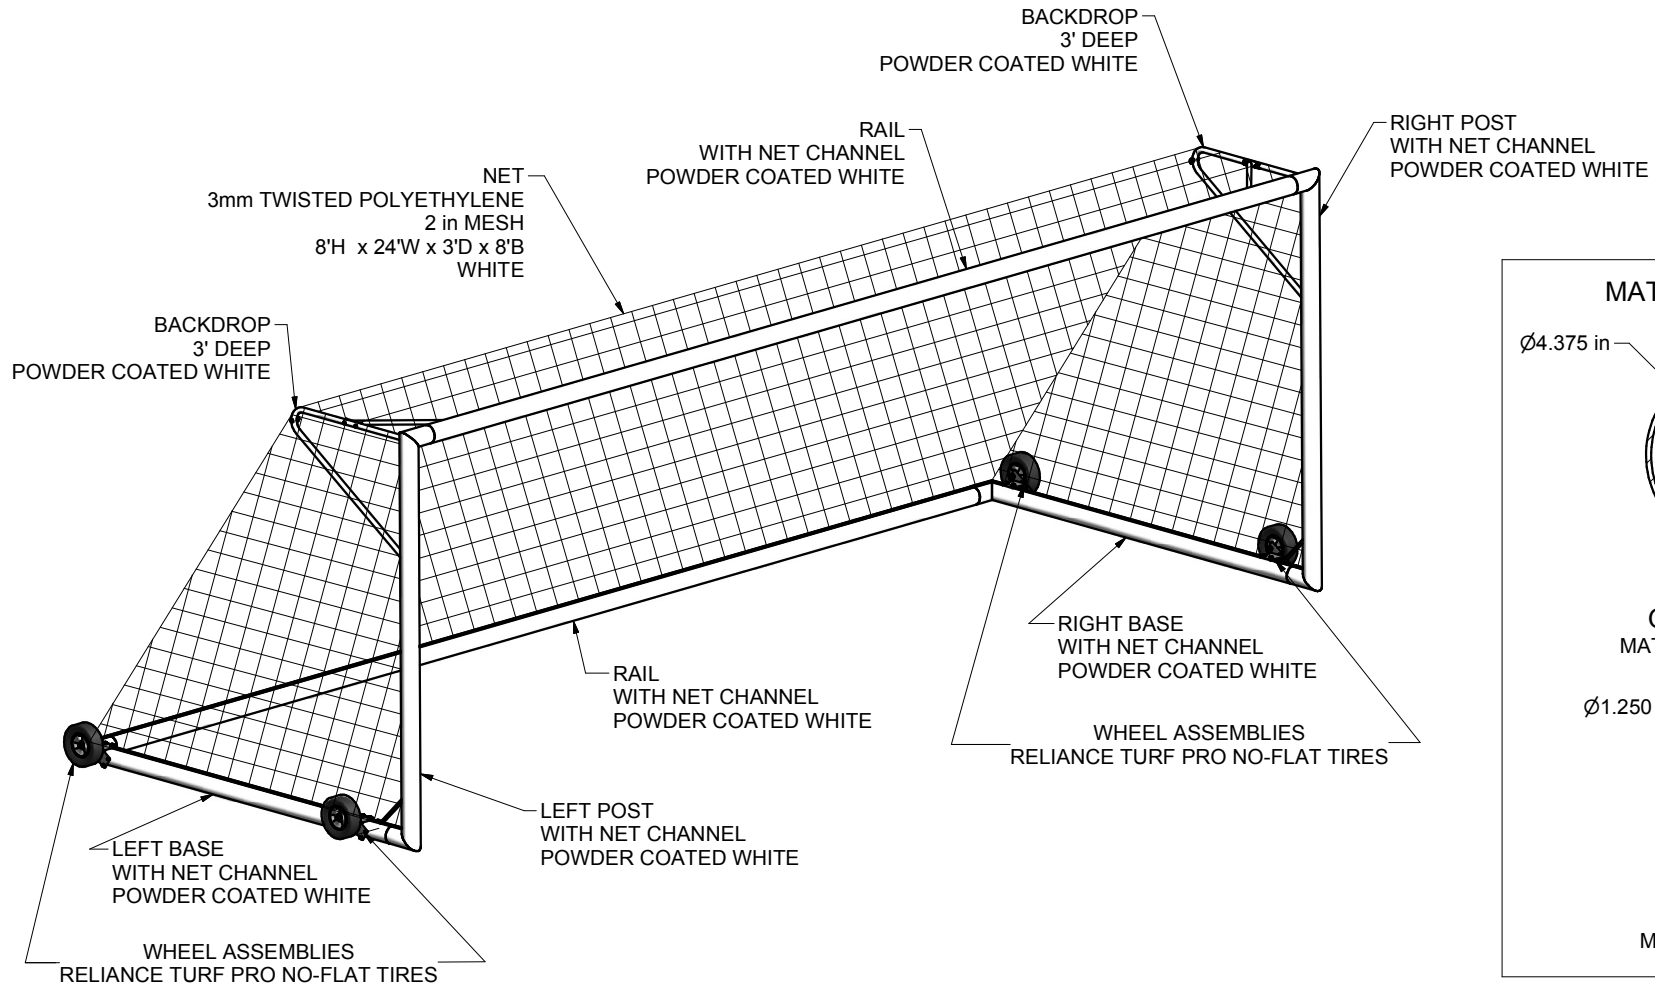 BACKDROP
3' DEEP
POWDER COATED WHITE
RAIL
WITH NET CHANNEL
POWDER COATED WHITE
RIGHT POST
WITH NET CHANNEL
POWDER COATED WHITE
NET
3mm TWISTED POLYETHYLENE
2 in MESH
8'H x 24'W x 3'D x 8'B
WHITE
BACKDROP
3' DEEP
POWDER COATED WHITE
RAIL
WITH NET CHANNEL
POWDER COATED WHITE
RIGHT BASE
WITH NET CHANNEL
POWDER COATED WHITE
WHEEL ASSEMBLIES
RELIANCE TURF PRO NO-FLAT TIRES
LEFT POST
WITH NET CHANNEL
POWDER COATED WHITE
LEFT BASE
WITH NET CHANNEL
POWDER COATED WHITE
WHEEL ASSEMBLIES
RELIANCE TURF PRO NO-FLAT TIRES
Ø4.375 in
Ø1.250